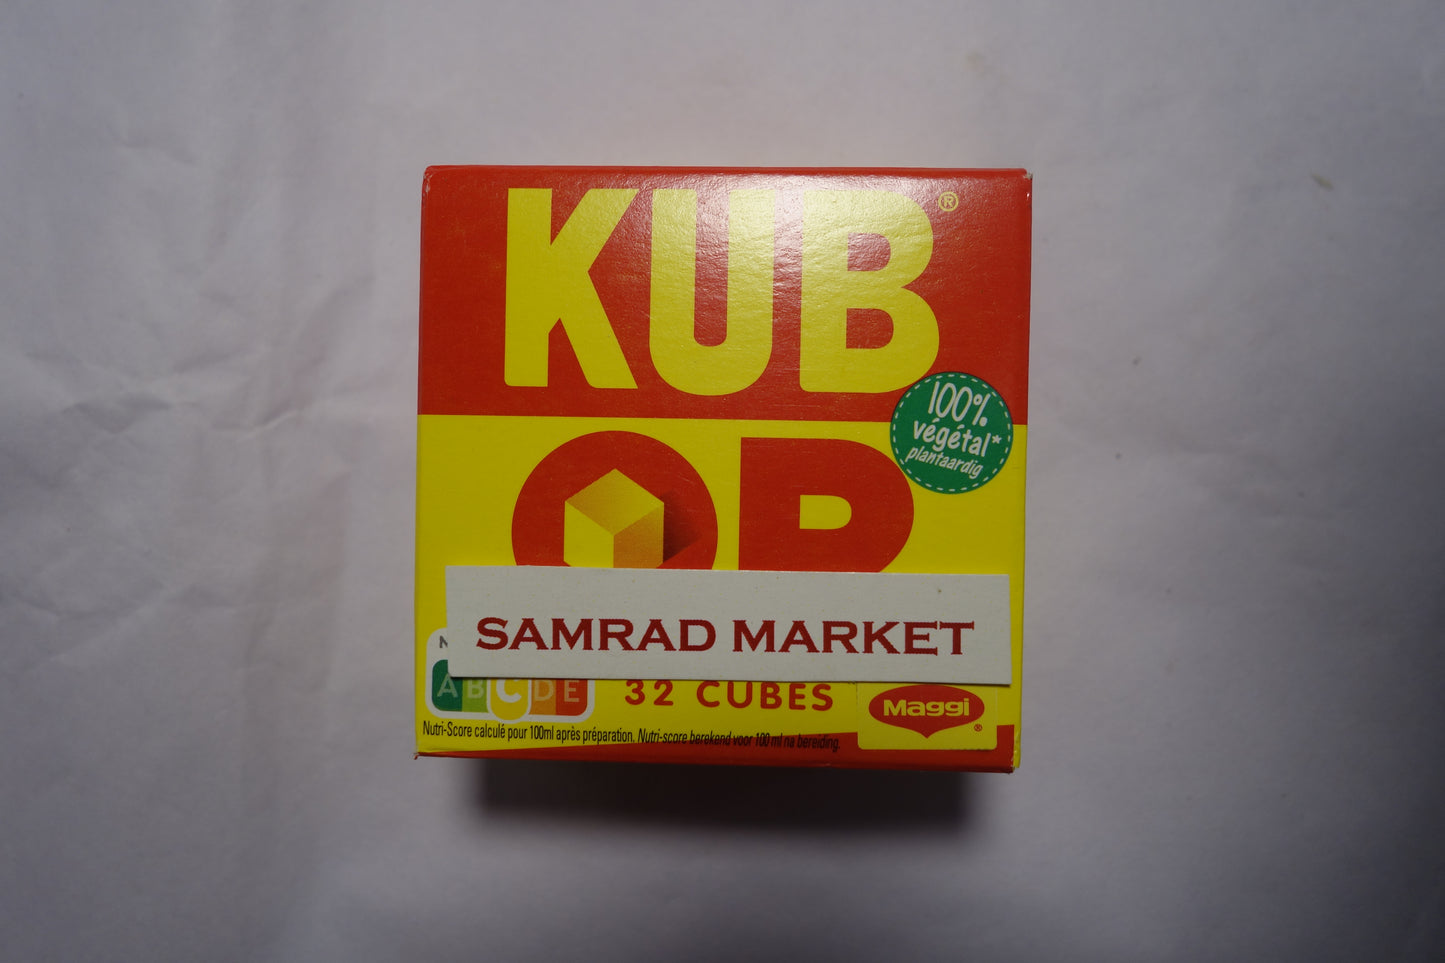 KUB®
100%
végétal*
plantaardig
SAMRAD MARKET
A B C D E
32 CUBES
Maggi®
Nutri-Score calculé pour 100ml après préparation. Nutri-score berekend voor 100 ml na bereiding.